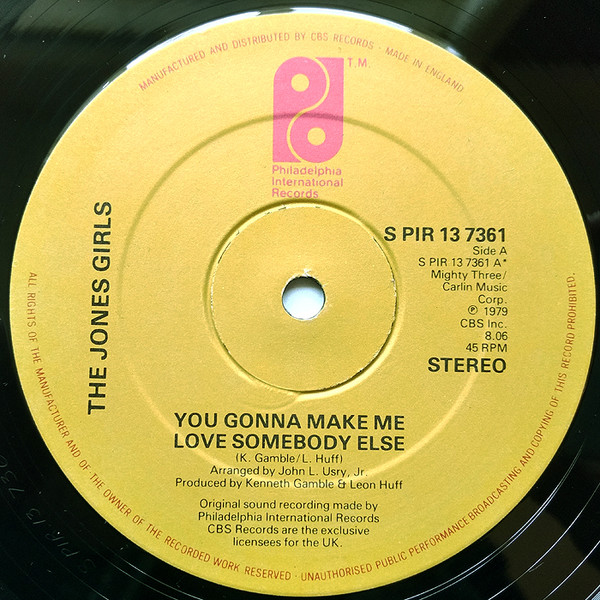 MANUFACTURED AND DISTRIBUTED BY CBS RECORDS · MADE IN ENGLAND
T.M.
Philadelphia
International
Records
THE JONES GIRLS
S PIR 13 7361
Side A
S PIR 13 7361 A*
Mighty Three/
Carlin Music
Corp.
℗ 1979
CBS Inc.
8.06
45 RPM
STEREO
YOU GONNA MAKE ME
LOVE SOMEBODY ELSE
(K. Gamble/L. Huff)
Arranged by John L. Usry, Jr.
Produced by Kenneth Gamble & Leon Huff
Original sound recording made by
Philadelphia International Records
CBS Records are the exclusive
licensees for the UK.
ALL RIGHTS OF THE MANUFACTURER AND OF THE OWNER OF THE RECORDED WORK RESERVED · UNAUTHORISED PUBLIC PERFORMANCE BROADCASTING AND COPYING OF THIS RECORD PROHIBITED.